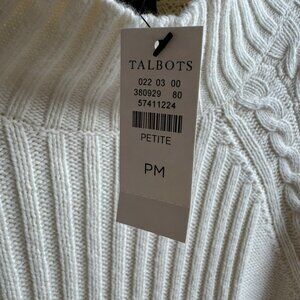 TALBOTS
022 03 00
380929 80
57411224
PETITE
PM